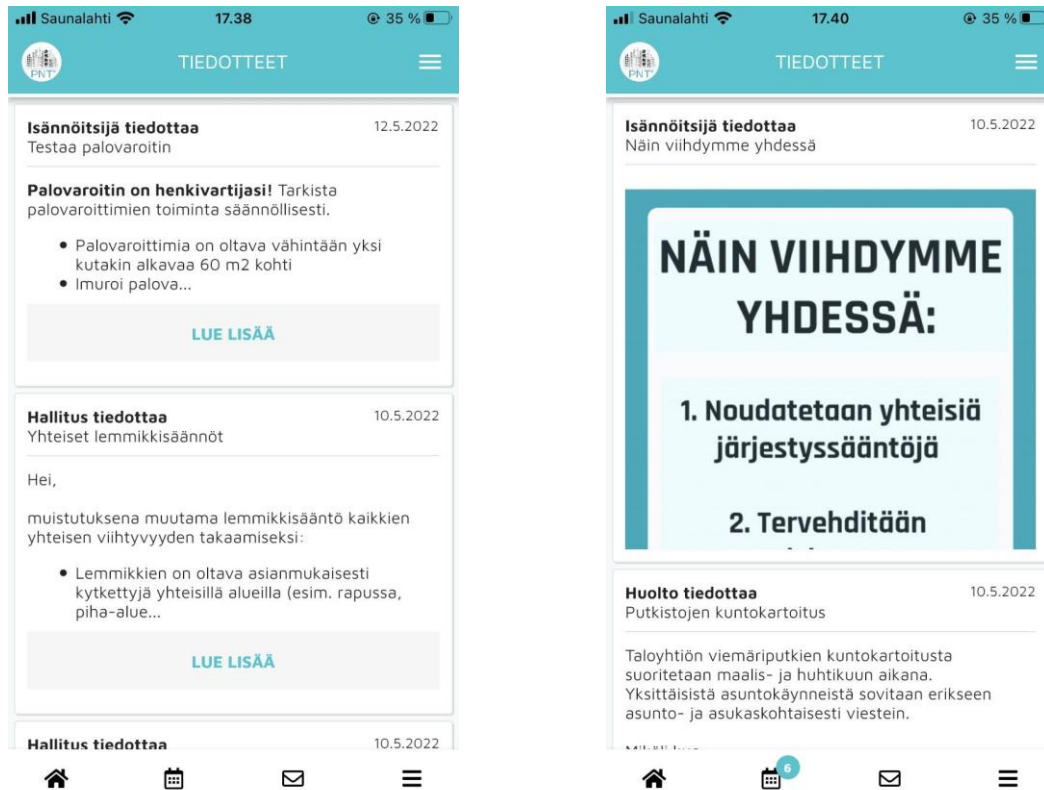 Saunalahti
17.38
35 %
PNT
TIEDOTTEET
Isännöitsijä tiedottaa
12.5.2022
Testaa palovaroitin
Palovaroitin on henkivartijasi! Tarkista
palovaroittimien toiminta säännöllisesti.
Palovaroittimia on oltava vähintään yksi
kutakin alkavaa 60 m2 kohti
Imuroi palova...
LUE LISÄÄ
Hallitus tiedottaa
10.5.2022
Yhteiset lemmikkisäännöt
Hei,
muistutuksena muutama lemmikkisääntö kaikkien
yhteisen viihtyvyyden takaamiseksi:
Lemmikkien on oltava asianmukaisesti
kytkettyjä yhteisillä alueilla (esim. rapussa,
piha-alue...
LUE LISÄÄ
Hallitus tiedottaa
10.5.2022
Saunalahti
17.40
35 %
PNT
TIEDOTTEET
Isännöitsijä tiedottaa
10.5.2022
Näin viihdymme yhdessä
NÄIN VIIHDYMME
YHDESSÄ:
1. Noudatetaan yhteisiä
järjestyssääntöjä
2. Tervehditään
Huolto tiedottaa
10.5.2022
Putkistojen kuntokartoitus
Taloyhtiön viemäriputkien kuntokartoitusta
suoritetaan maalis- ja huhtikuun aikana.
Yksittäisistä asuntokäynneistä sovitaan erikseen
asunto- ja asukaskohtaisesti viestein.
6